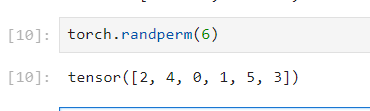 [10]: torch.randperm(6)
[10]: tensor([2, 4, 0, 1, 5, 3])